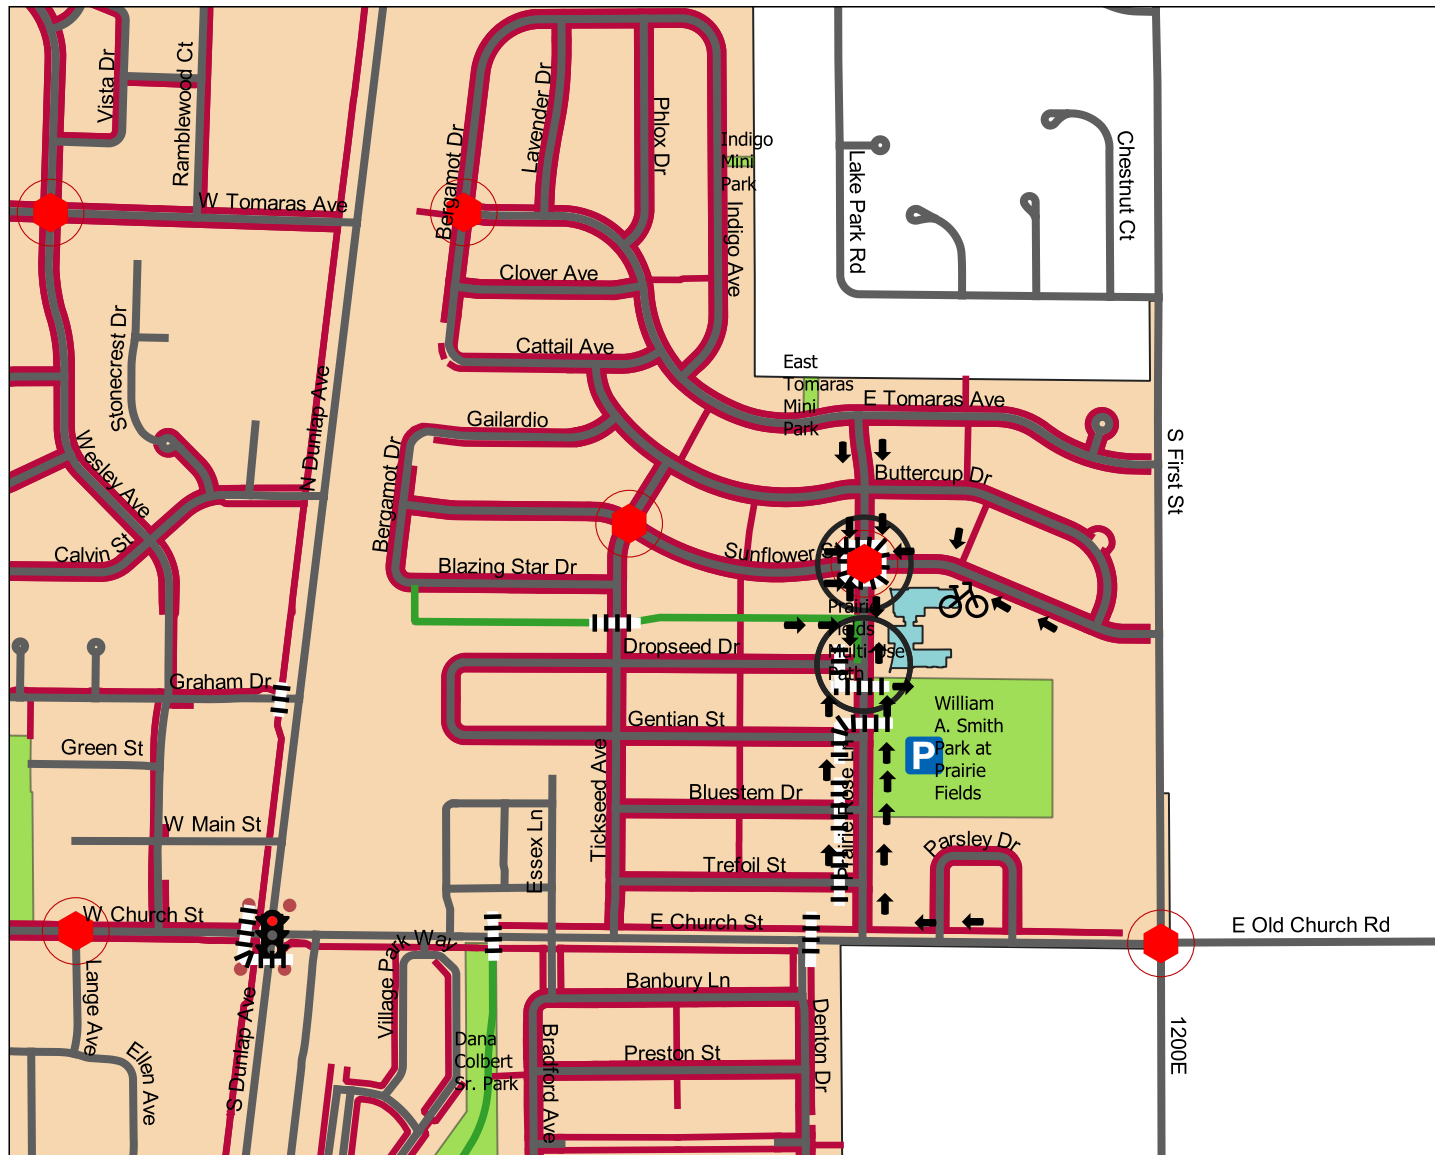 Vista Dr
Ramblewood Ct
W Tomaras Ave
Bergamot Dr
Lavender Dr
Phlox Dr
Indigo
Mini
Park
Indigo Ave
Lake Park Rd
Chestnut Ct
Clover Ave
Cattail Ave
Stonecrest Dr
N Dunlap Ave
East
Tomaras
Mini
Park
E Tomaras Ave
Gailardio
Bergamot Dr
Wesley Ave
Calvin St
Buttercup Dr
S First St
Sunflower St
Blazing Star Dr
Prairie
Fields
Multi-Use
Path
Dropseed Dr
Graham Dr
Gentian St
William
A. Smith
Park at
Prairie
Fields
P
Green St
Tickseed Ave
Prairie Rose Ln
Bluestem Dr
W Main St
Essex Ln
Trefoil St
Parsley Dr
W Church St
E Church St
E Old Church Rd
Village Park Way
Lange Ave
Ellen Ave
S Dunlap Ave
Banbury Ln
Dana
Colbert
Sr. Park
Bradford Ave
Preston St
Denton Dr
1200E